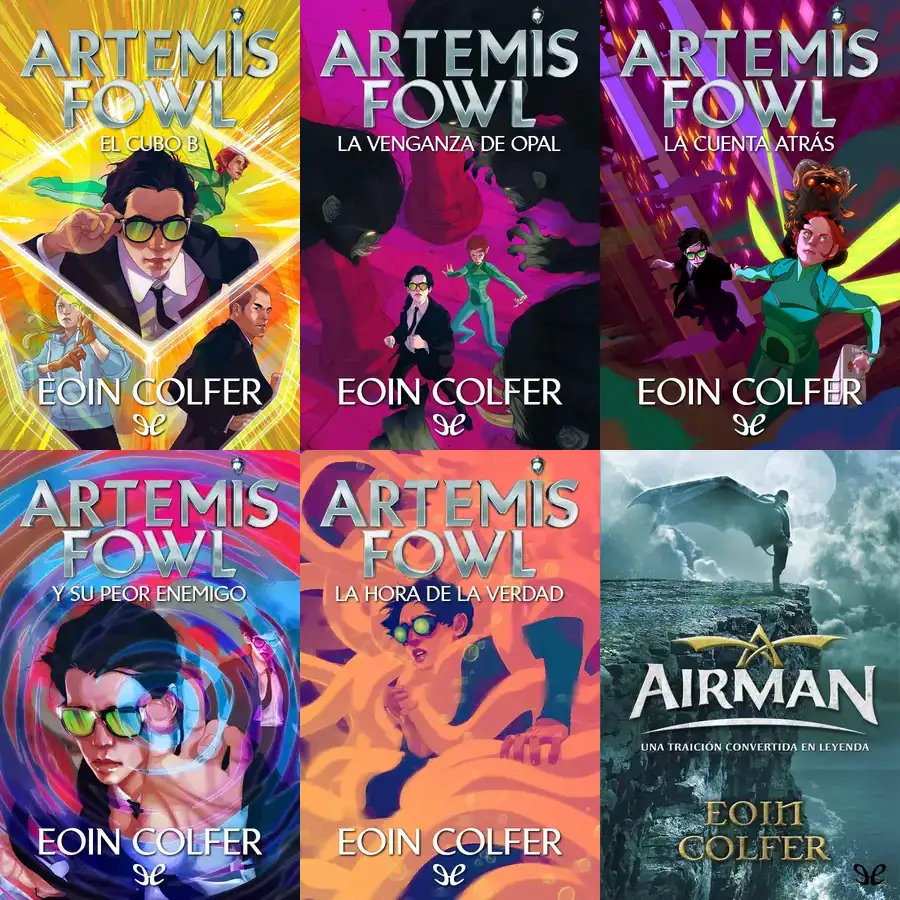 ARTEMIS
FOWL
EL CUBO B
EOIN COLFER
ARTEMIS
FOWL
LA VENGANZA DE OPAL
EOIN COLFER
ARTEMIS
FOWL
LA CUENTA ATRÁS
EOIN COLFER
ARTEMIS
FOWL
Y SU PEOR ENEMIGO
EOIN COLFER
ARTEMIS
FOWL
LA HORA DE LA VERDAD
EOIN COLFER
AIRMAN
UNA TRAICIÓN CONVERTIDA EN LEYENDA
EOIN
COLFER